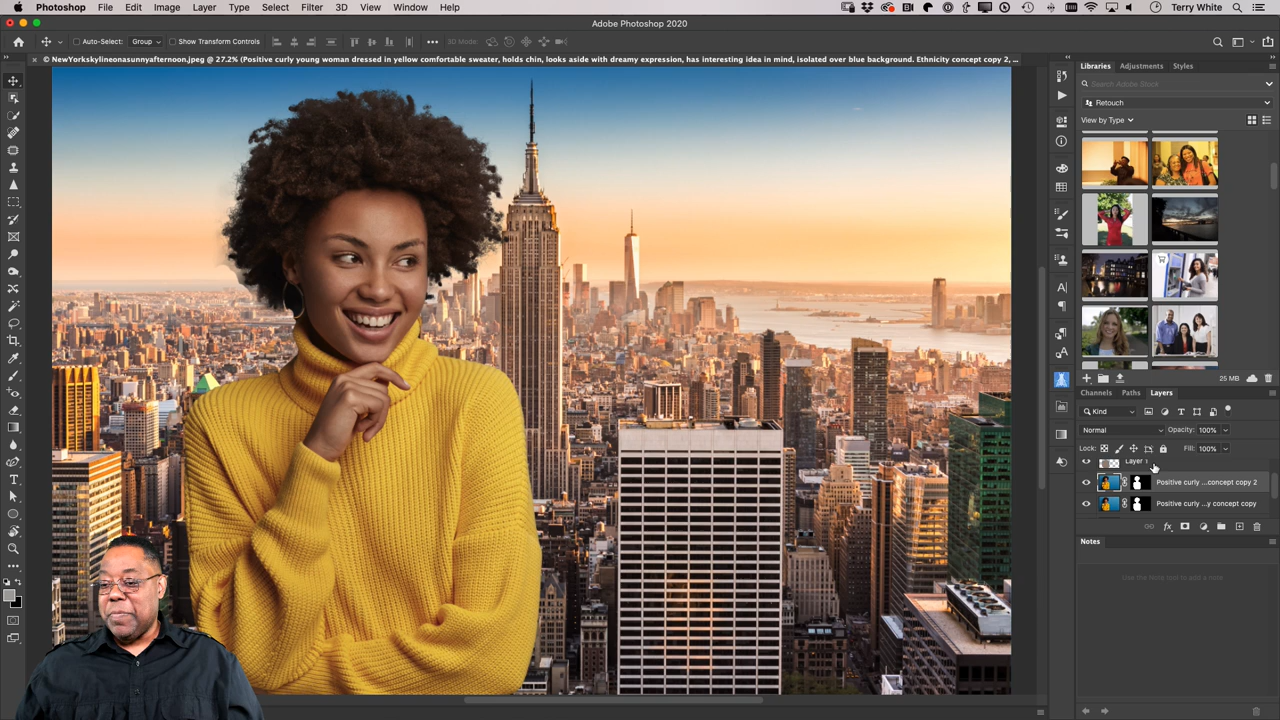 Photoshop File Edit Image Layer Type Select Filter 3D View Window Help Terry White
Adobe Photoshop 2020
Auto-Select: Group Show Transform Controls 3D Mode:
× © NewYorkskylineonasunnyafternoon.jpeg @ 27.2% (Positive curly young woman dressed in yellow comfortable sweater, holds chin, looks aside with dreamy expression, has interesting idea in mind, isolated over blue background. Ethnicity concept copy 2, ...
Libraries Adjustments Styles
Search Adobe Stock
Retouch
View by Type
25 MB
Channels Paths Layers
Kind
Normal Opacity: 100%
Lock: Fill: 100%
Layer 1
Positive curly ...concept copy 2
Positive curly ...y concept copy
fx
Notes
Use the Note tool to add a note